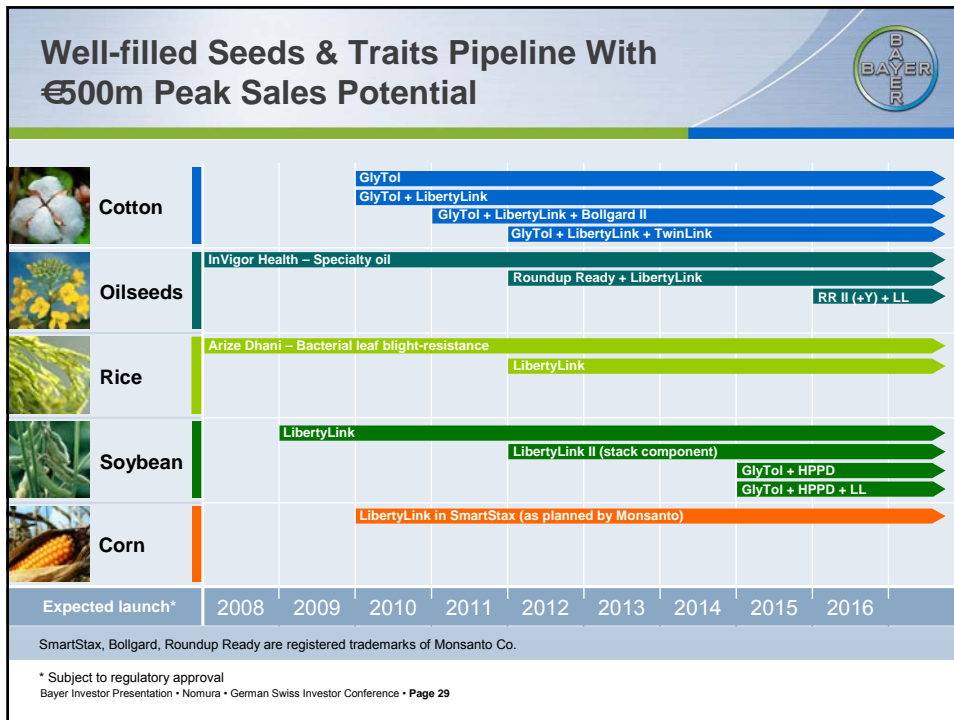 Well-filled Seeds & Traits Pipeline With
€500m Peak Sales Potential
BAYER
BAYER
Cotton
GlyTol
GlyTol + LibertyLink
GlyTol + LibertyLink + Bollgard II
GlyTol + LibertyLink + TwinLink
Oilseeds
InVigor Health – Specialty oil
Roundup Ready + LibertyLink
RR II (+Y) + LL
Rice
Arize Dhani – Bacterial leaf blight-resistance
LibertyLink
Soybean
LibertyLink
LibertyLink II (stack component)
GlyTol + HPPD
GlyTol + HPPD + LL
Corn
LibertyLink in SmartStax (as planned by Monsanto)
Expected launch* 2008 2009 2010 2011 2012 2013 2014 2015 2016
SmartStax, Bollgard, Roundup Ready are registered trademarks of Monsanto Co.
* Subject to regulatory approval
Bayer Investor Presentation • Nomura • German Swiss Investor Conference • Page 29